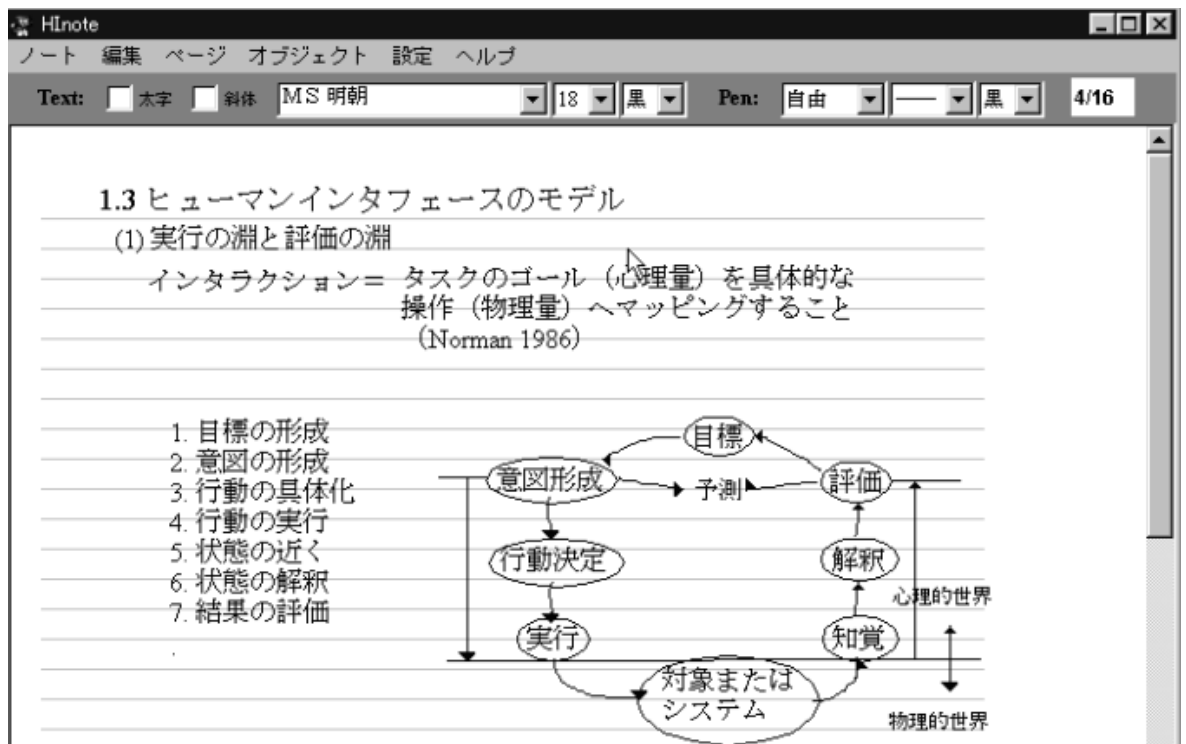 HInote
ノート 編集 ページ オブジェクト 設定 ヘルプ
Text: 太字 斜体 MS 明朝 18 黒 Pen: 自由 黒 4/16
1.3 ヒューマンインタフェースのモデル
(1) 実行の淵と評価の淵
インタラクション= タスクのゴール（心理量）を具体的な
操作（物理量）へマッピングすること
（Norman 1986）
1. 目標の形成
2. 意図の形成
3. 行動の具体化
4. 行動の実行
5. 状態の近く
6. 状態の解釈
7. 結果の評価
目標
意図形成
予測
評価
行動決定
解釈
心理的世界
実行
知覚
対象または
システム
物理的世界